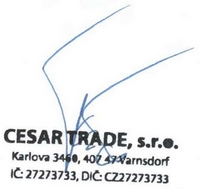 CESAR TRADE, s.r.o.
Karlova 3460, 407 47 Varnsdorf
IČ: 27273733, DIČ: CZ27273733